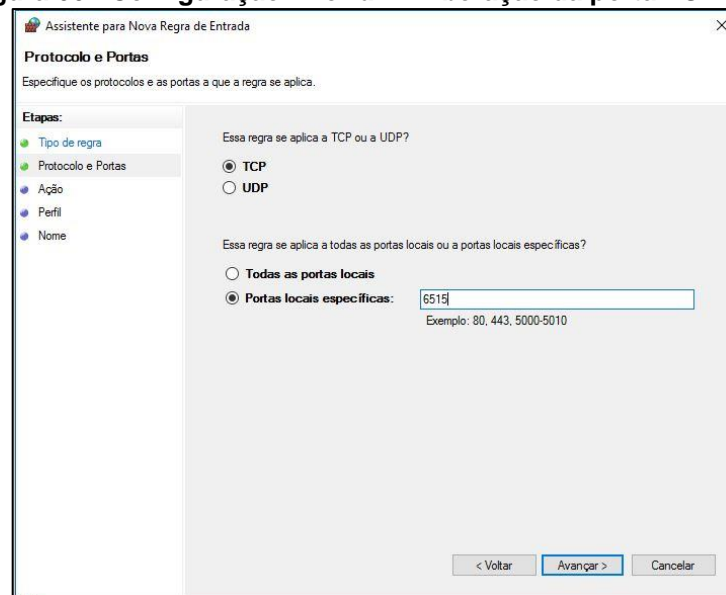 Assistente para Nova Regra de Entrada
Protocolo e Portas
Especifique os protocolos e as portas a que a regra se aplica.
Etapas:
Tipo de regra
Protocolo e Portas
Ação
Perfil
Nome
Essa regra se aplica a TCP ou a UDP?
TCP
UDP
Essa regra se aplica a todas as portas locais ou a portas locais específicas?
Todas as portas locais
Portas locais específicas: 6515
Exemplo: 80, 443, 5000-5010
< Voltar Avançar > Cancelar